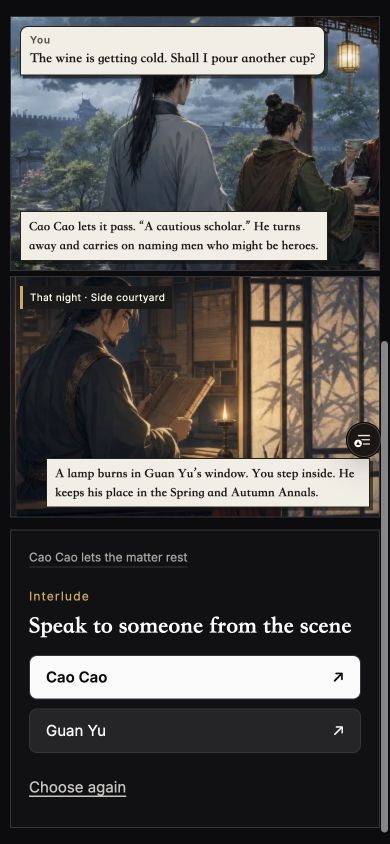 You
The wine is getting cold. Shall I pour another cup?
Cao Cao lets it pass. “A cautious scholar.” He turns
away and carries on naming men who might be heroes.
That night · Side courtyard
A lamp burns in Guan Yu’s window. You step inside. He
keeps his place in the Spring and Autumn Annals.
Cao Cao lets the matter rest
Interlude
Speak to someone from the scene
Cao Cao
Guan Yu
Choose again